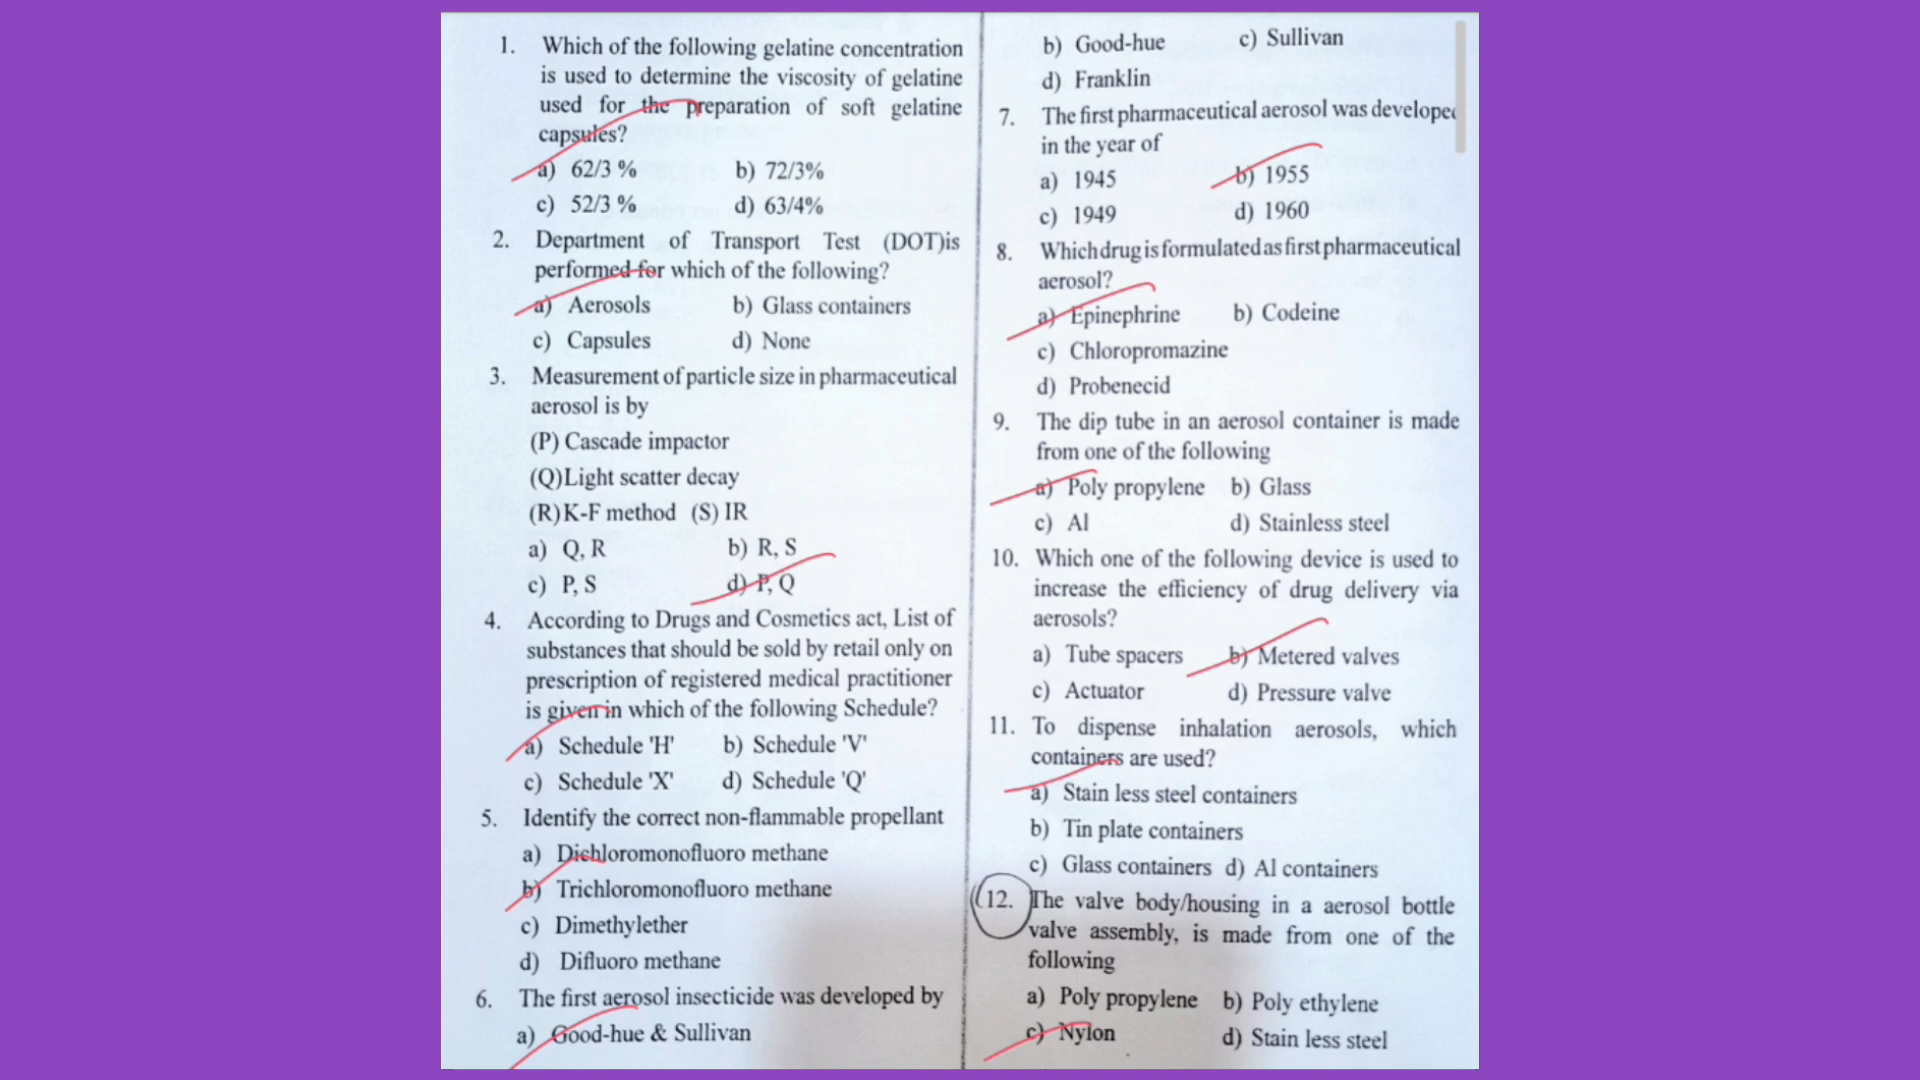 1. Which of the following gelatine concentration
is used to determine the viscosity of gelatine
used for the preparation of soft gelatine
capsules?
a) 62/3 % b) 72/3%
c) 52/3 % d) 63/4%
2. Department of Transport Test (DOT)is
performed for which of the following?
a) Aerosols b) Glass containers
c) Capsules d) None
3. Measurement of particle size in pharmaceutical
aerosol is by
(P) Cascade impactor
(Q)Light scatter decay
(R)K-F method (S) IR
a) Q, R b) R, S
c) P, S d) P, Q
4. According to Drugs and Cosmetics act, List of
substances that should be sold by retail only on
prescription of registered medical practitioner
is given in which of the following Schedule?
a) Schedule 'H' b) Schedule 'V'
c) Schedule 'X' d) Schedule 'Q'
5. Identify the correct non-flammable propellant
a) Dichloromonofluoro methane
b) Trichloromonofluoro methane
c) Dimethylether
d) Difluoro methane
6. The first aerosol insecticide was developed by
a) Good-hue & Sullivan
b) Good-hue c) Sullivan
d) Franklin
7. The first pharmaceutical aerosol was developed
in the year of
a) 1945 b) 1955
c) 1949 d) 1960
8. Which drug is formulated as first pharmaceutical
aerosol?
a) Epinephrine b) Codeine
c) Chloropromazine
d) Probenecid
9. The dip tube in an aerosol container is made
from one of the following
a) Poly propylene b) Glass
c) Al d) Stainless steel
10. Which one of the following device is used to
increase the efficiency of drug delivery via
aerosols?
a) Tube spacers b) Metered valves
c) Actuator d) Pressure valve
11. To dispense inhalation aerosols, which
containers are used?
a) Stain less steel containers
b) Tin plate containers
c) Glass containers d) Al containers
12. The valve body/housing in a aerosol bottle
valve assembly, is made from one of the
following
a) Poly propylene b) Poly ethylene
c) Nylon d) Stain less steel